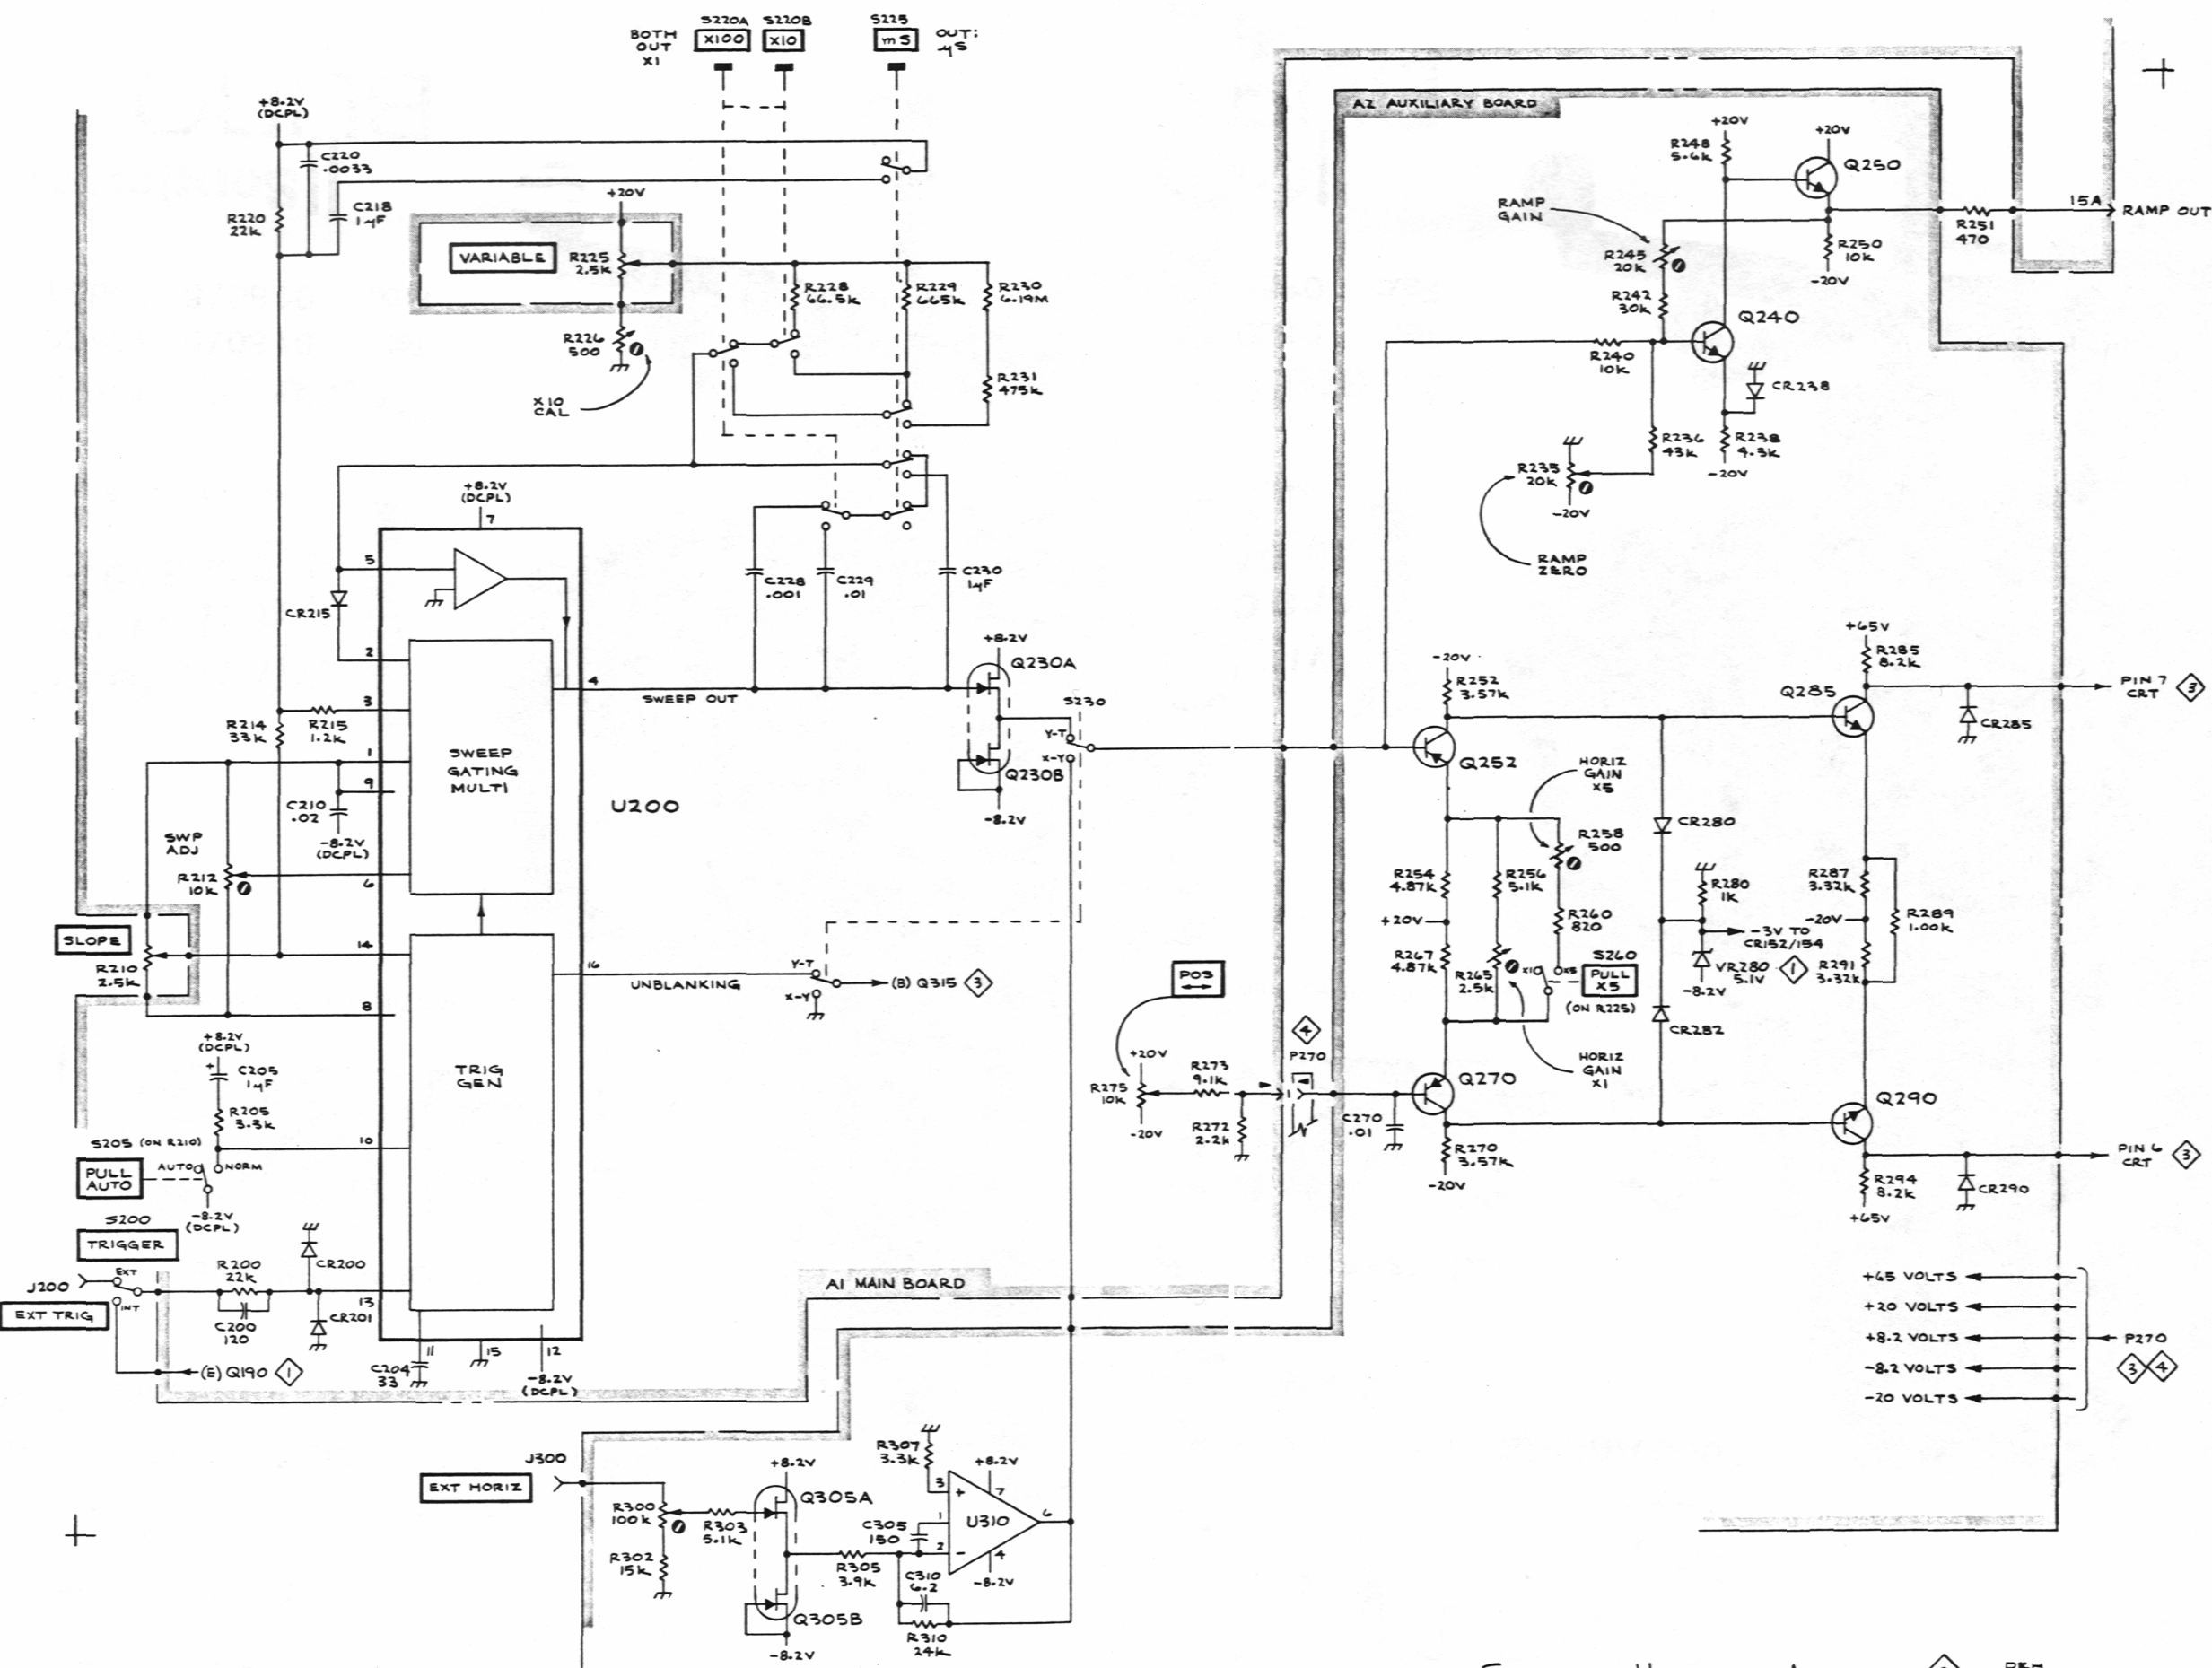 S220A
S220B
S225
BOTH
OUT
X1
X100
X10
mS
OUT:
μS
+8.2V
(DCPL)
C220
.0033
C218
1μF
R220
22k
+20V
VARIABLE
R225
2.5k
R226
500
X10
CAL
R228
66.5k
R229
665k
R230
6.19M
R231
475k
+8.2V
(DCPL)
7
5
CR215
2
3
4
SWEEP OUT
R214
33k
R215
1.2k
1
9
C210
.02
-8.2V
(DCPL)
SWEEP
GATING
MULTI
U200
SWP
ADJ
R212
10k
6
SLOPE
R210
2.5k
14
16
8
UNBLANKING
Y-T
X-Y
(B) Q315
3
+8.2V
(DCPL)
C205
1μF
R205
3.3k
S205 (ON R210)
10
TRIG
GEN
PULL
AUTO
AUTO
NORM
-8.2V
(DCPL)
S200
TRIGGER
J200
EXT
INT
EXT TRIG
R200
22k
C200
120
CR200
CR201
13
(E) Q190
1
C204
33
11
15
12
-8.2V
(DCPL)
C228
.001
C229
.01
C230
1μF
+8.2V
Q230A
Q230B
-8.2V
S230
Y-T
X-Y
A1 MAIN BOARD
J300
EXT HORIZ
R300
100k
R302
15k
R303
5.1k
+8.2V
Q305A
Q305B
-8.2V
R305
3.9k
R307
3.3k
C305
150
3
+
1
2
-
+8.2V
7
U310
6
4
-8.2V
C310
6.2
R310
24k
A2 AUXILIARY BOARD
+20V
R248
5.6k
+20V
Q250
RAMP
GAIN
R245
20k
R242
30k
R250
10k
-20V
R251
470
15A
RAMP OUT
Q240
R240
10k
CR238
R236
43k
R238
4.3k
-20V
R235
20k
-20V
RAMP
ZERO
-20V
R252
3.57k
Q252
HORIZ
GAIN
X5
R258
500
R254
4.87k
R256
5.1k
+20V
R260
820
R267
4.87k
R265
2.5k
X10
X5
S260
PULL
X5
(ON R225)
HORIZ
GAIN
X1
CR280
R280
1k
-3V TO
CR152/154
VR280
5.1V
1
-8.2V
CR282
+65V
R285
8.2k
Q285
CR285
PIN 7
CRT
3
R287
3.32k
-20V
R289
1.00k
R291
3.32k
POS
+20V
R275
10k
-20V
R273
9.1k
R272
2.2k
4
P270
C270
.01
Q270
R270
3.57k
-20V
Q290
R294
8.2k
+65V
CR290
PIN 6
CRT
3
+65 VOLTS
+20 VOLTS
+8.2 VOLTS
-8.2 VOLTS
-20 VOLTS
P270
3
4